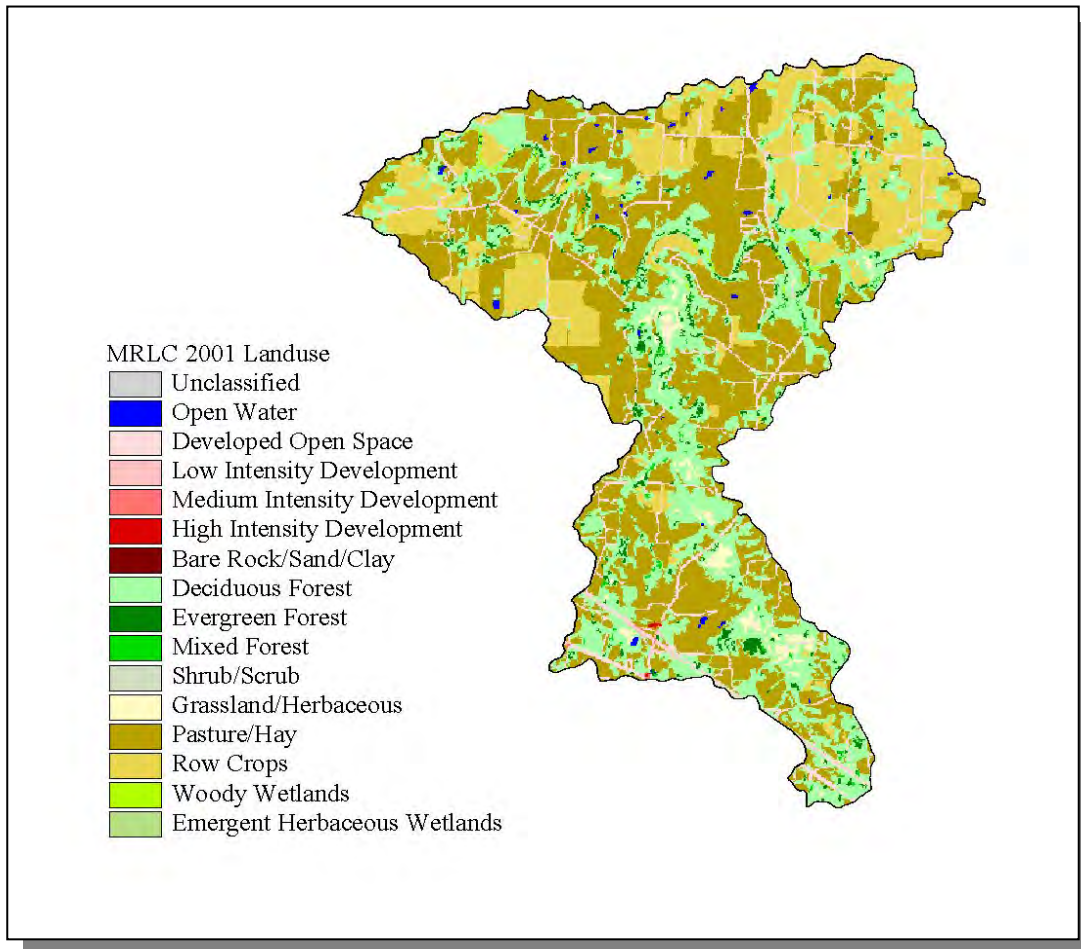 MRLC 2001 Landuse
Unclassified
Open Water
Developed Open Space
Low Intensity Development
Medium Intensity Development
High Intensity Development
Bare Rock/Sand/Clay
Deciduous Forest
Evergreen Forest
Mixed Forest
Shrub/Scrub
Grassland/Herbaceous
Pasture/Hay
Row Crops
Woody Wetlands
Emergent Herbaceous Wetlands